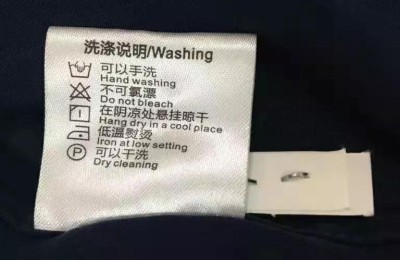 洗涤说明/Washing
可以手洗
Hand washing
不可氯漂
Do not bleach
在阴凉处悬挂晾干
Hang dry in a cool place
低温熨烫
Iron at low setting
P 可以干洗
Dry cleaning